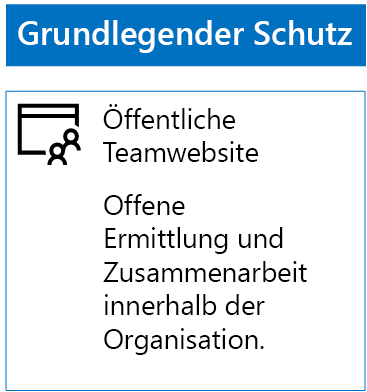 Grundlegender Schutz
Öffentliche
Teamwebsite
Offene
Ermittlung und
Zusammenarbeit
innerhalb der
Organisation.